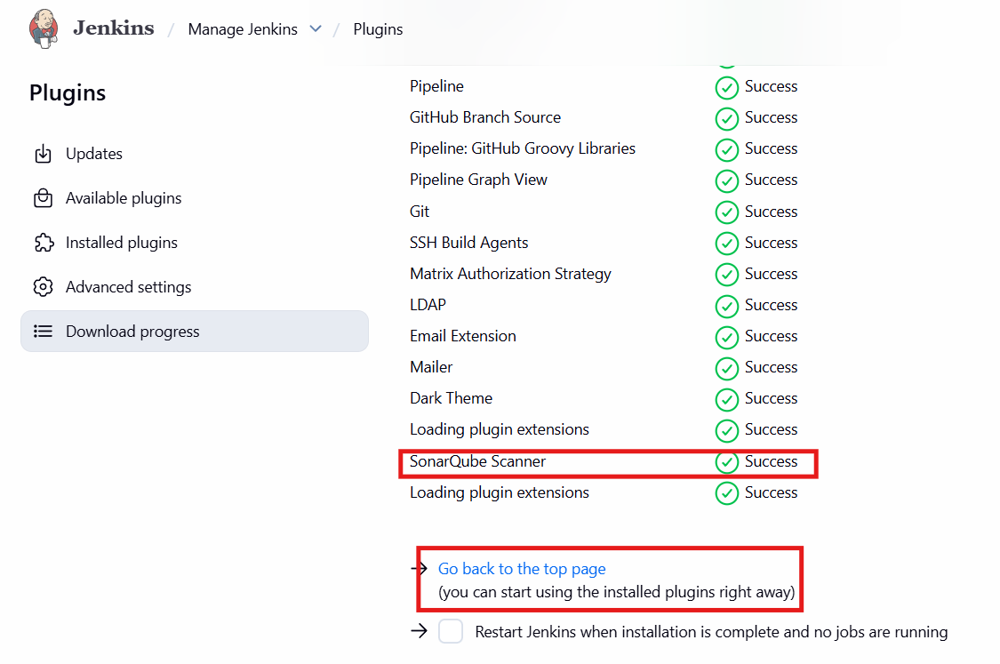 Jenkins / Manage Jenkins / Plugins
Plugins
Updates
Available plugins
Installed plugins
Advanced settings
Download progress
Pipeline Success
GitHub Branch Source Success
Pipeline: GitHub Groovy Libraries Success
Pipeline Graph View Success
Git Success
SSH Build Agents Success
Matrix Authorization Strategy Success
LDAP Success
Email Extension Success
Mailer Success
Dark Theme Success
Loading plugin extensions Success
SonarQube Scanner Success
Loading plugin extensions Success
Go back to the top page
(you can start using the installed plugins right away)
Restart Jenkins when installation is complete and no jobs are running